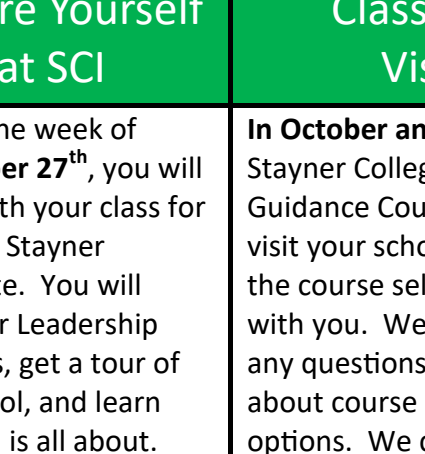 re Yourself
at SCI
ne week of
er 27th, you will
th your class for
Stayner
te. You will
r Leadership
s, get a tour of
ol, and learn
is all about.
Class
Vis
In October an
Stayner Colleg
Guidance Cou
visit your scho
the course sel
with you. We
any questions
about course
options. We